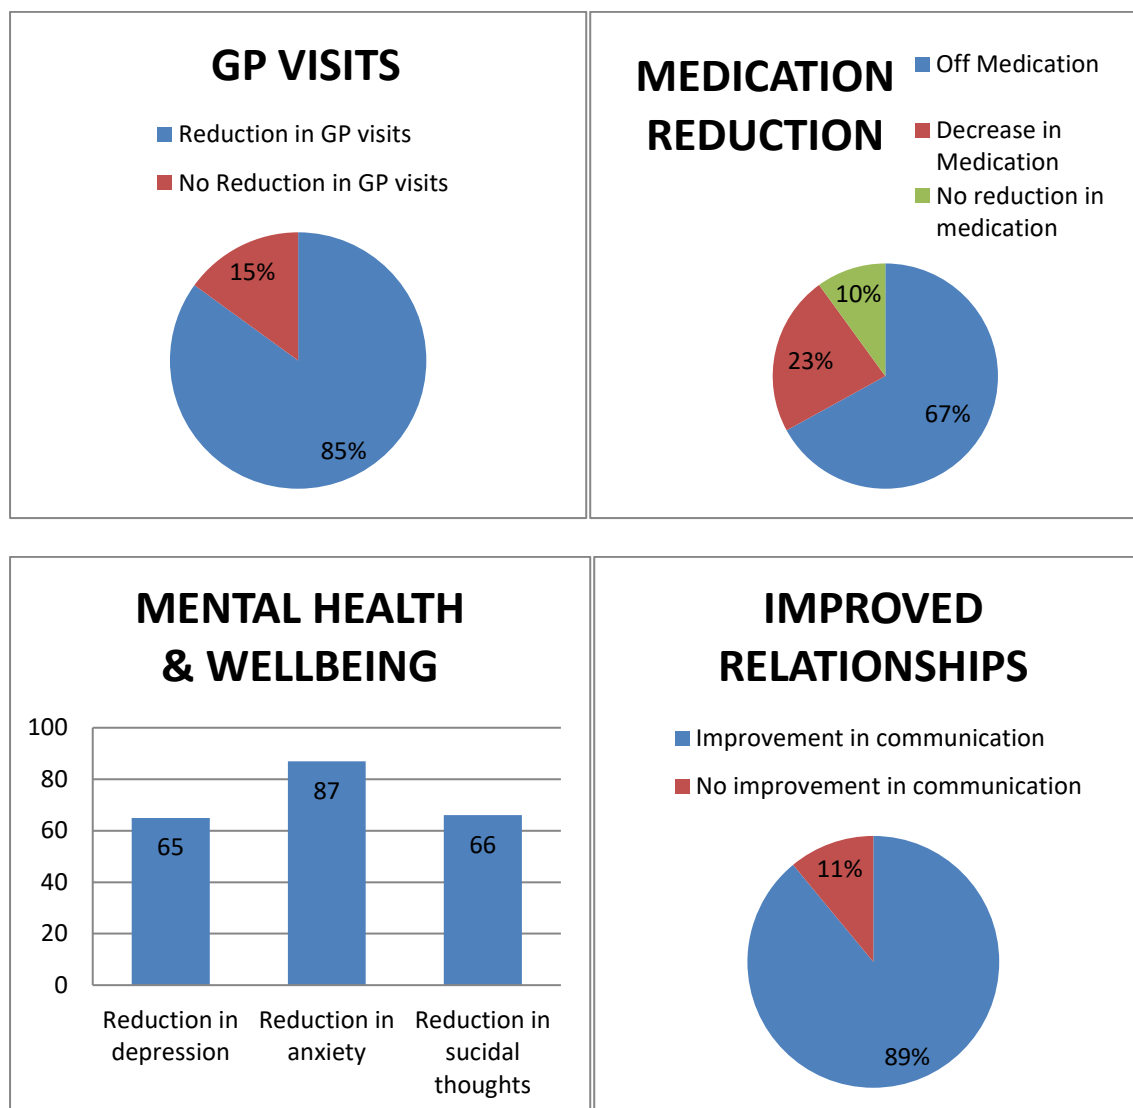 GP VISITS
Reduction in GP visits
No Reduction in GP visits
15%
85%
MEDICATION
REDUCTION
Off Medication
Decrease in
Medication
No reduction in
medication
10%
23%
67%
MENTAL HEALTH
& WELLBEING
100
80
60
40
20
0
65
87
66
Reduction in
depression
Reduction in
anxiety
Reduction in
sucidal
thoughts
IMPROVED
RELATIONSHIPS
Improvement in communication
No improvement in communication
11%
89%